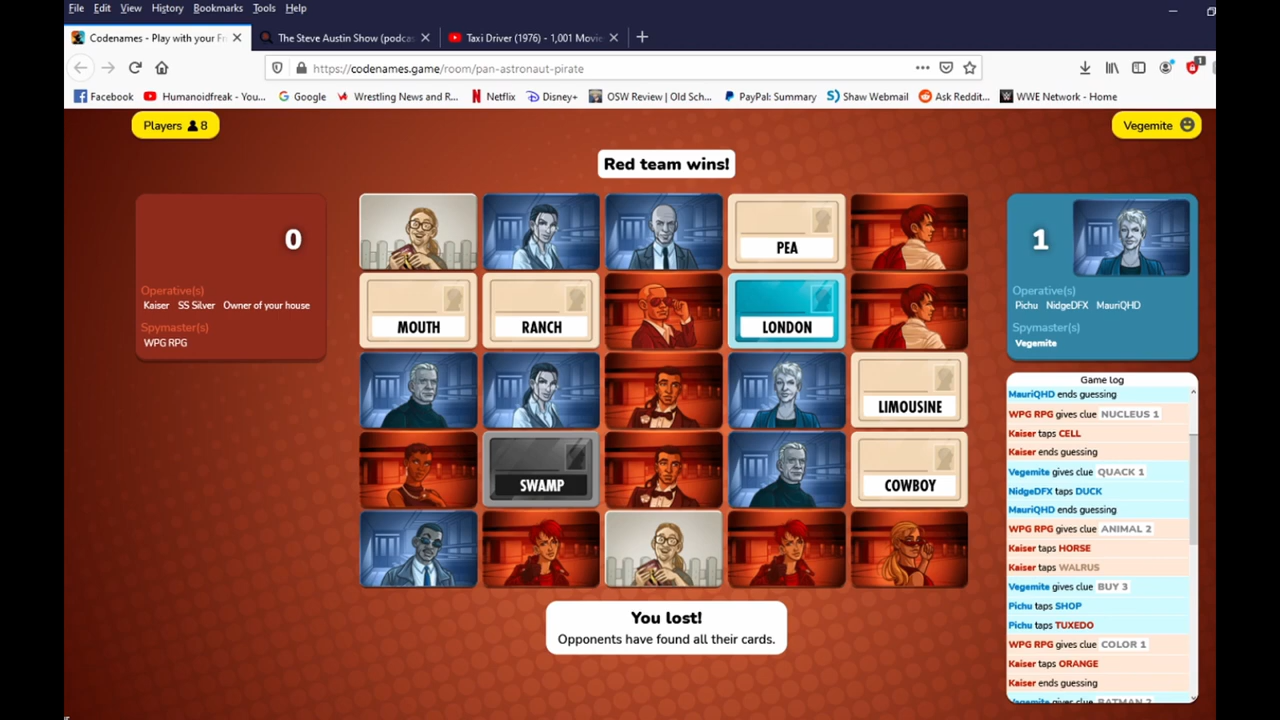 File Edit View History Bookmarks Tools Help
Codenames - Play with your Fr
The Steve Austin Show (podcas
Taxi Driver (1976) - 1,001 Movie
https://codenames.game/room/pan-astronaut-pirate
Facebook
Humanoidfreak - You...
Google
Wrestling News and R...
Netflix
Disney+
OSW Review | Old Sch...
PayPal: Summary
Shaw Webmail
Ask Reddit...
WWE Network - Home
Players 8
Vegemite
Red team wins!
0
Operative(s)
Kaiser SS Silver Owner of your house
Spymaster(s)
WPG RPG
PEA
MOUTH
RANCH
LONDON
LIMOUSINE
SWAMP
COWBOY
You lost!
Opponents have found all their cards.
1
Operative(s)
Pichu NidgeDFX MauriQHD
Spymaster(s)
Vegemite
Game log
MauriQHD ends guessing
WPG RPG gives clue NUCLEUS 1
Kaiser taps CELL
Kaiser ends guessing
Vegemite gives clue QUACK 1
NidgeDFX taps DUCK
MauriQHD ends guessing
WPG RPG gives clue ANIMAL 2
Kaiser taps HORSE
Kaiser taps WALRUS
Vegemite gives clue BUY 3
Pichu taps SHOP
Pichu taps TUXEDO
WPG RPG gives clue COLOR 1
Kaiser taps ORANGE
Kaiser ends guessing
Vegemite gives clue BATMAN 2